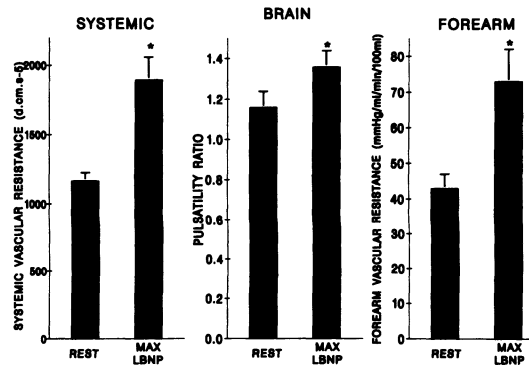 SYSTEMIC
SYSTEMIC VASCULAR RESISTANCE (d.cm.s-5)
2000
1500
1000
500
0
*
REST
MAX
LBNP
BRAIN
PULSATILITY RATIO
1.4
1.2
1.0
0.8
0.6
0.4
0.2
0.0
*
REST
MAX
LBNP
FOREARM
FOREARM VASCULAR RESISTANCE (mmHg/ml/min/100ml)
80
70
60
50
40
30
20
10
0
*
REST
MAX
LBNP